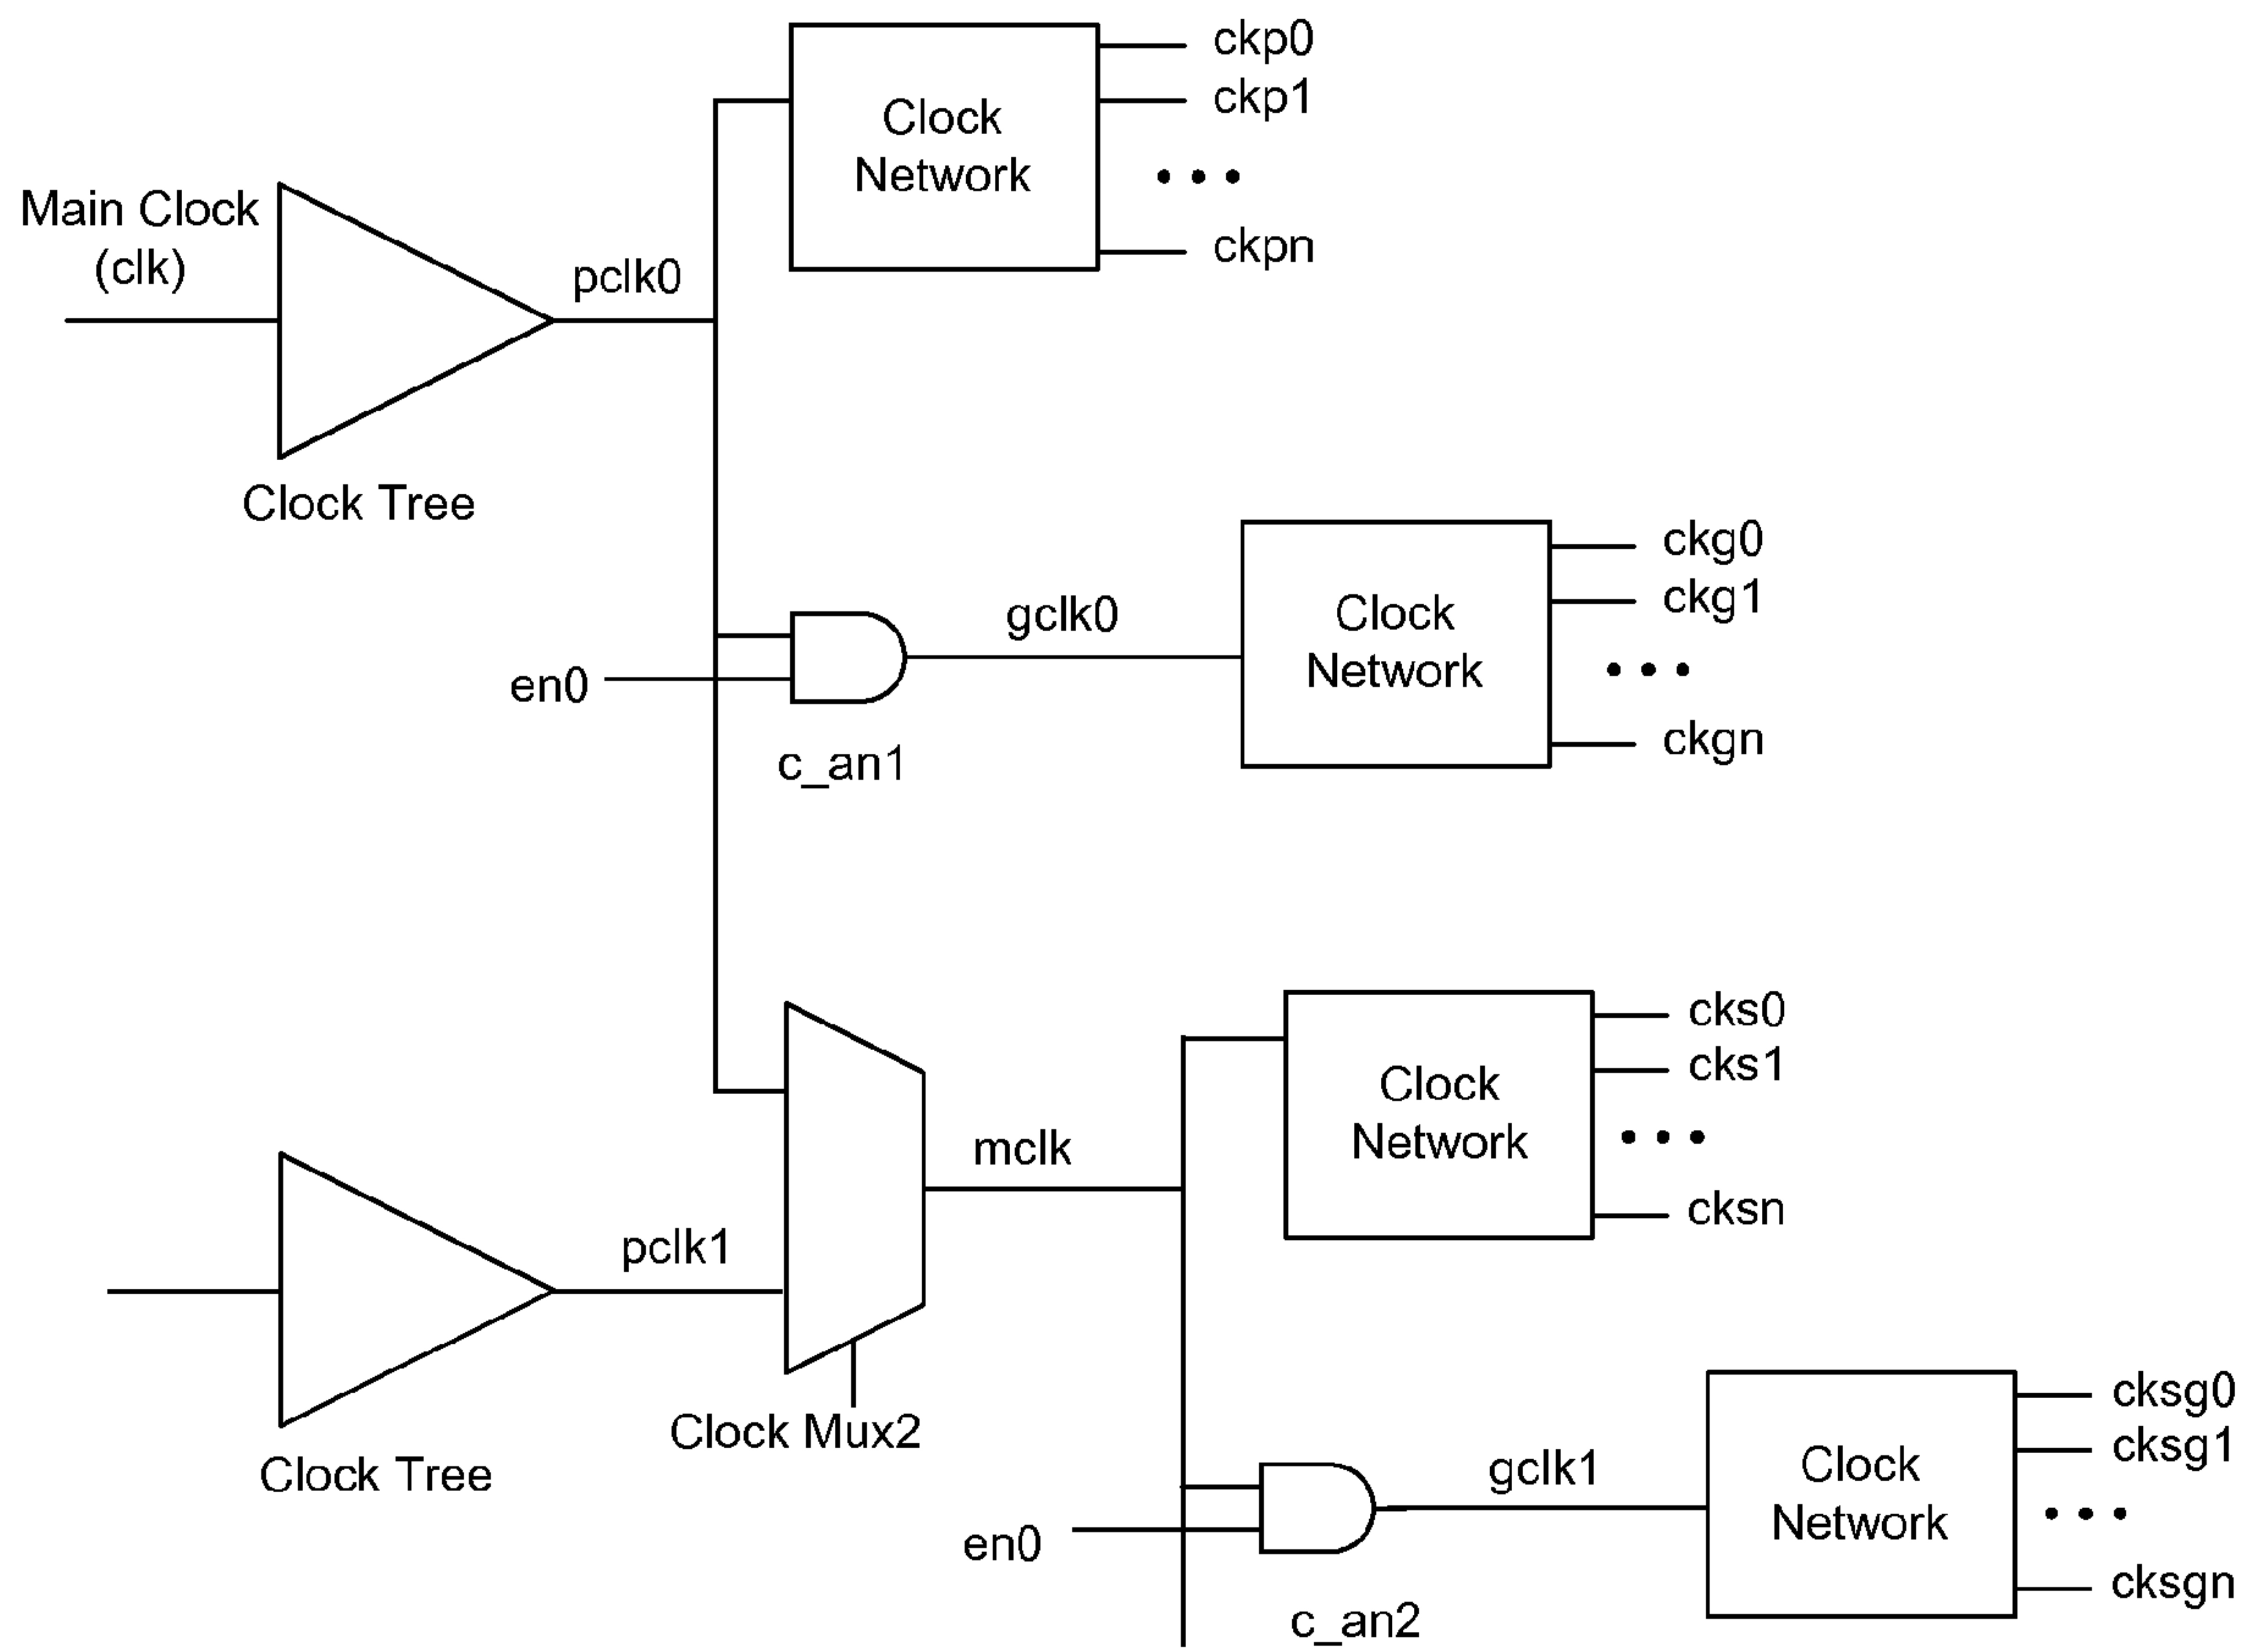 ckp0
ckp1
Clock
Network
ckpn
Main Clock
(clk)
pclk0
Clock Tree
ckg0
ckg1
gclk0
Clock
Network
en0
ckgn
c_an1
cks0
cks1
Clock
Network
mclk
cksn
pclk1
Clock Mux2
Clock Tree
cksg0
cksg1
gclk1
Clock
Network
en0
cksgn
c_an2